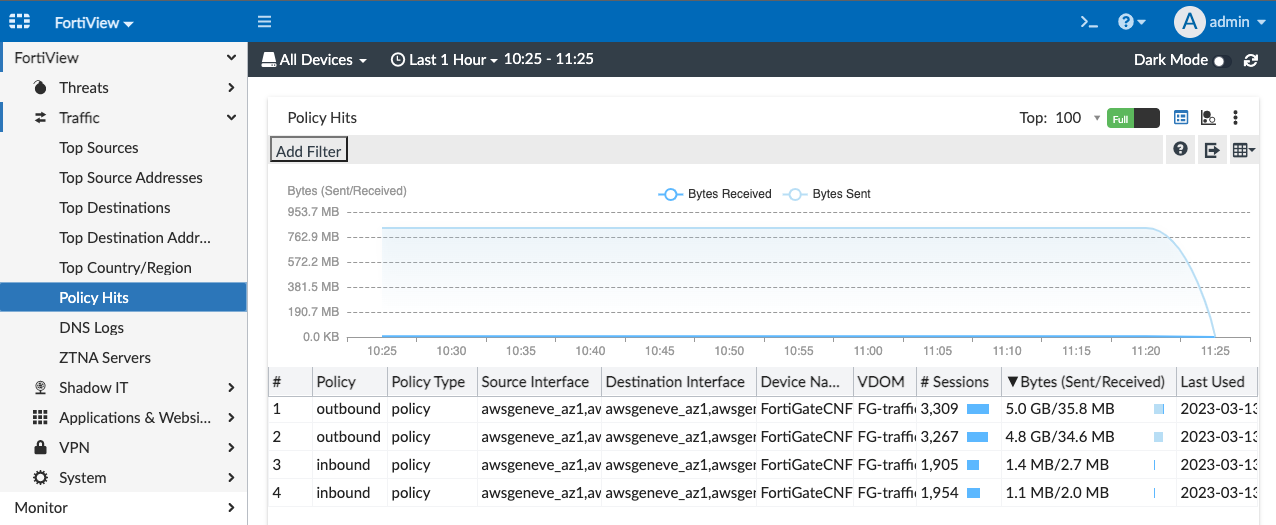 FortiView
A admin
FortiView
All Devices Last 1 Hour 10:25 - 11:25 Dark Mode
Threats
Traffic
Top Sources
Top Source Addresses
Top Destinations
Top Destination Addr...
Top Country/Region
Policy Hits
DNS Logs
ZTNA Servers
Shadow IT
Applications & Websi...
VPN
System
Monitor
Policy Hits Top: 100 Full
Add Filter
Bytes (Sent/Received) Bytes Received Bytes Sent
953.7 MB
762.9 MB
572.2 MB
381.5 MB
190.7 MB
0.0 KB
10:25 10:30 10:35 10:40 10:45 10:50 10:55 11:00 11:05 11:10 11:15 11:20 11:25
# Policy Policy Type Source Interface Destination Interface Device Na... VDOM # Sessions ▼Bytes (Sent/Received) Last Used
1 outbound policy awsgeneve_az1,aw awsgeneve_az1,awsger FortiGateCNF FG-traffi 3,309 5.0 GB/35.8 MB 2023-03-13
2 outbound policy awsgeneve_az1,aw awsgeneve_az1,awsger FortiGateCNF FG-traffi 3,267 4.8 GB/34.6 MB 2023-03-13
3 inbound policy awsgeneve_az1,aw awsgeneve_az1,awsger FortiGateCNF FG-traffi 1,905 1.4 MB/2.7 MB 2023-03-13
4 inbound policy awsgeneve_az1,aw awsgeneve_az1,awsger FortiGateCNF FG-traffi 1,954 1.1 MB/2.0 MB 2023-03-13